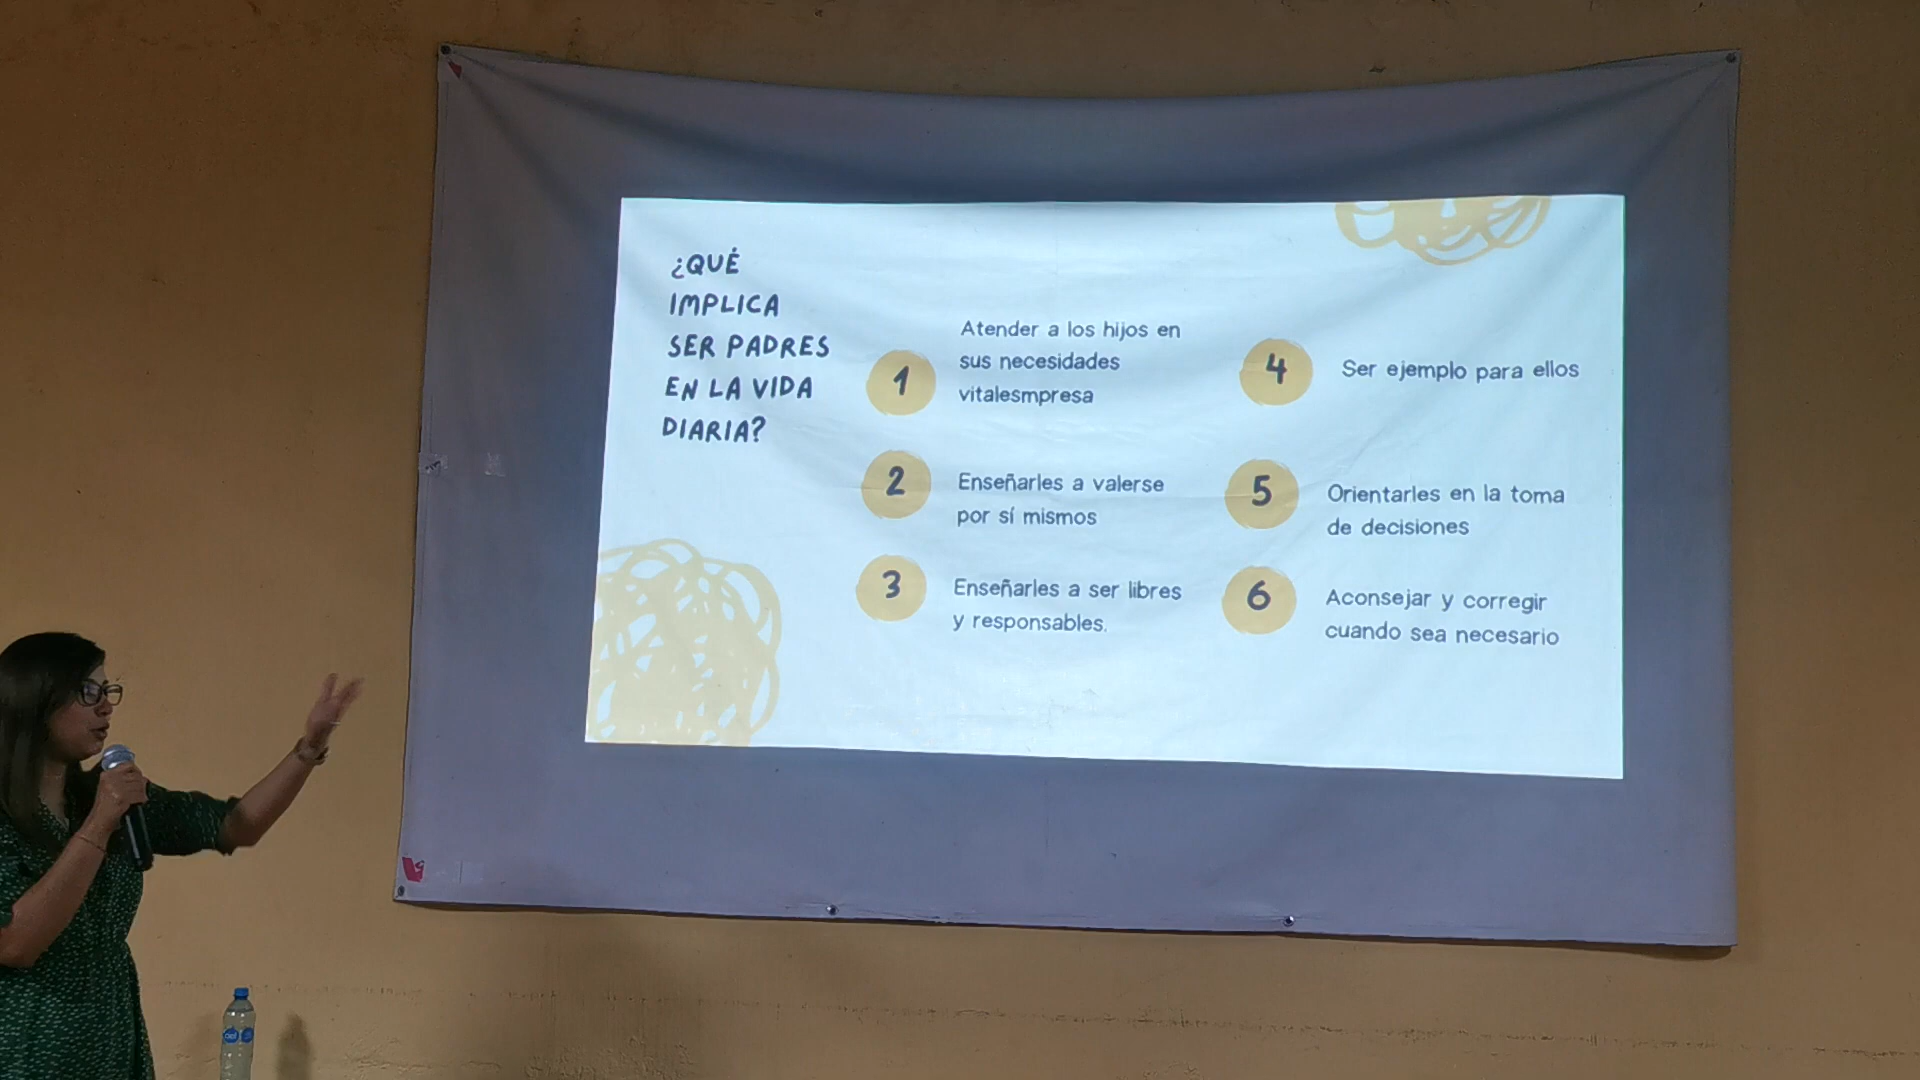 ¿QUÉ
IMPLICA
SER PADRES
EN LA VIDA
DIARIA?
1
Atender a los hijos en
sus necesidades
vitalesmpresa
2
Enseñarles a valerse
por sí mismos
3
Enseñarles a ser libres
y responsables.
4
Ser ejemplo para ellos
5
Orientarles en la toma
de decisiones
6
Aconsejar y corregir
cuando sea necesario